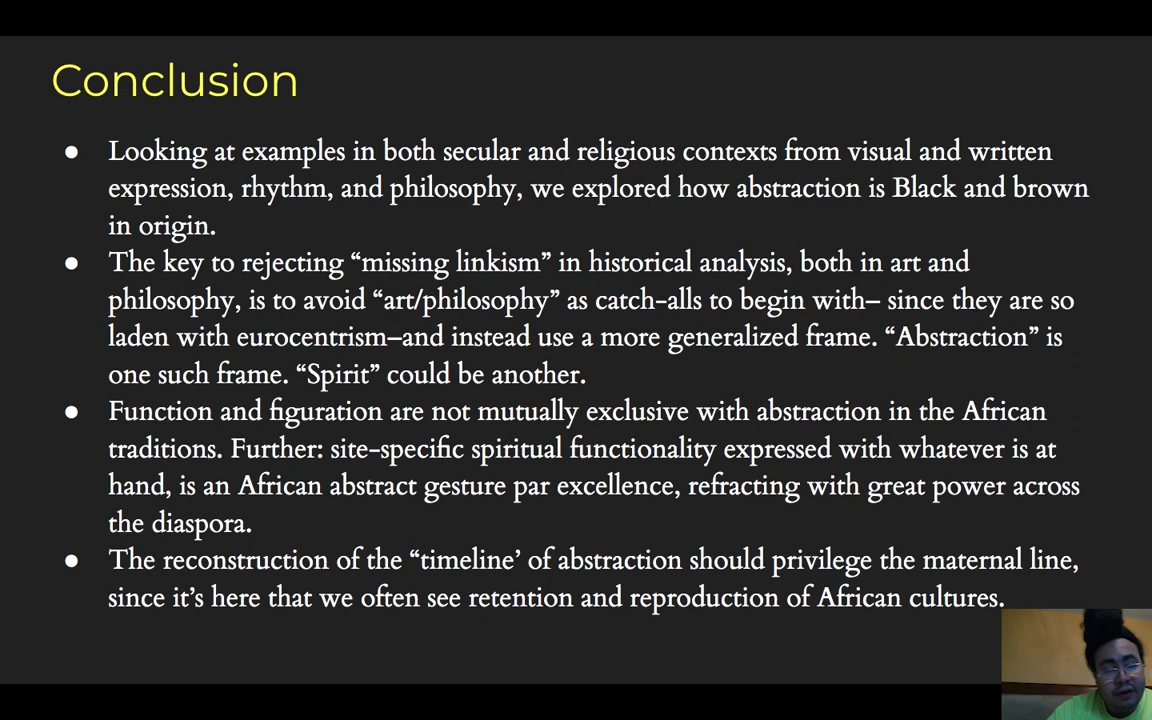 Conclusion
● Looking at examples in both secular and religious contexts from visual and written
expression, rhythm, and philosophy, we explored how abstraction is Black and brown
in origin.
● The key to rejecting “missing linkism” in historical analysis, both in art and
philosophy, is to avoid “art/philosophy” as catch-alls to begin with– since they are so
laden with eurocentrism–and instead use a more generalized frame. “Abstraction” is
one such frame. “Spirit” could be another.
● Function and figuration are not mutually exclusive with abstraction in the African
traditions. Further: site-specific spiritual functionality expressed with whatever is at
hand, is an African abstract gesture par excellence, refracting with great power across
the diaspora.
● The reconstruction of the “timeline’ of abstraction should privilege the maternal line,
since it’s here that we often see retention and reproduction of African cultures.